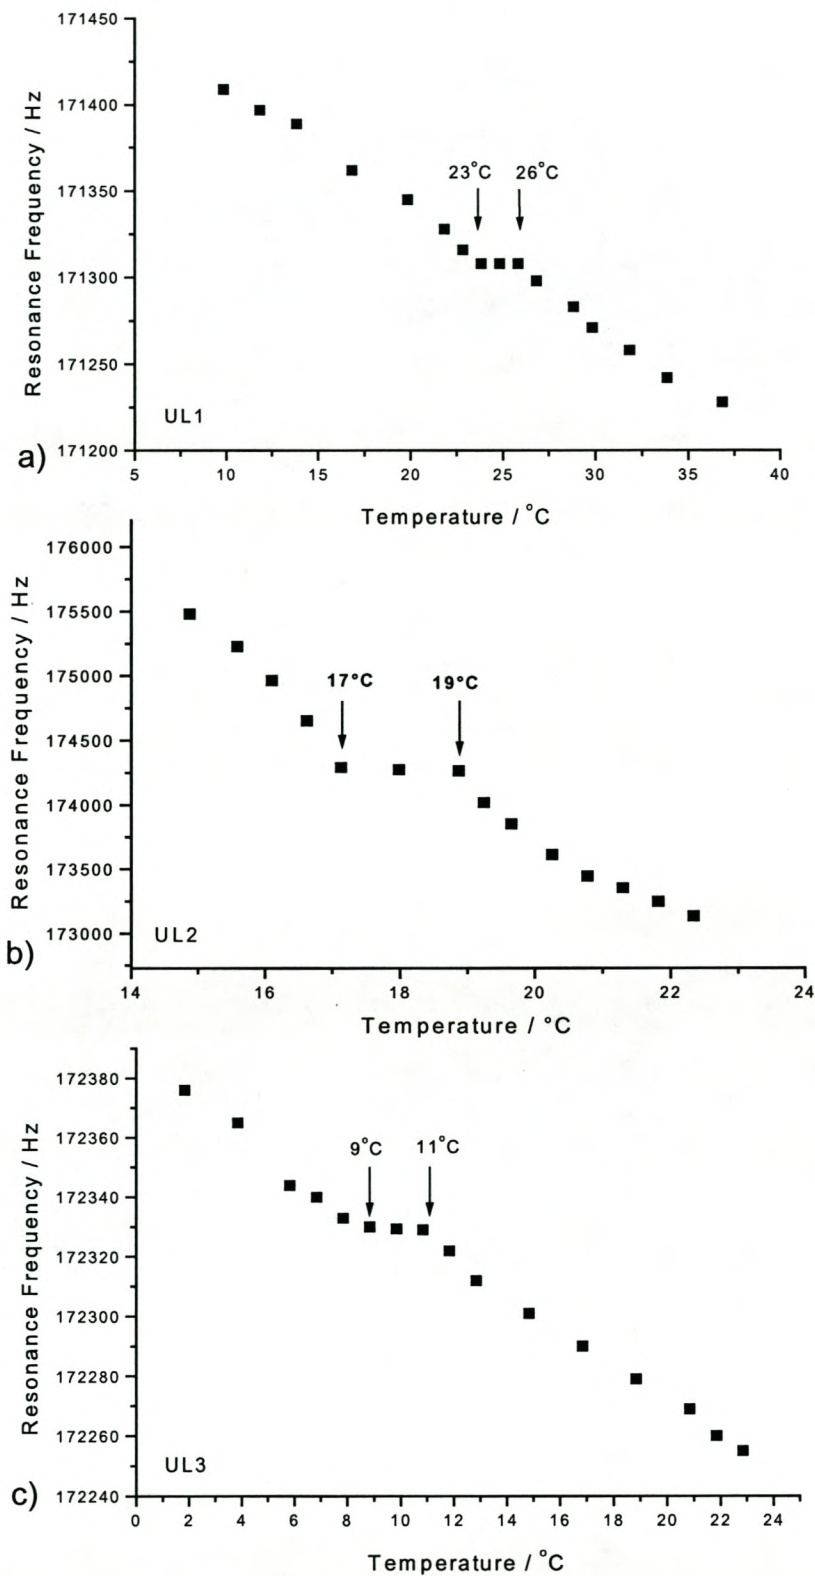 171450
171400
171350
171300
171250
171200
Resonance Frequency / Hz
23°C 26°C
UL1
a)
5 10 15 20 25 30 35 40
Temperature / °C
176000
175500
175000
174500
174000
173500
173000
Resonance Frequency / Hz
17°C 19°C
UL2
b)
14 16 18 20 22 24
Temperature / °C
172380
172360
172340
172320
172300
172280
172260
172240
Resonance Frequency / Hz
9°C 11°C
UL3
c)
0 2 4 6 8 10 12 14 16 18 20 22 24
Temperature / °C